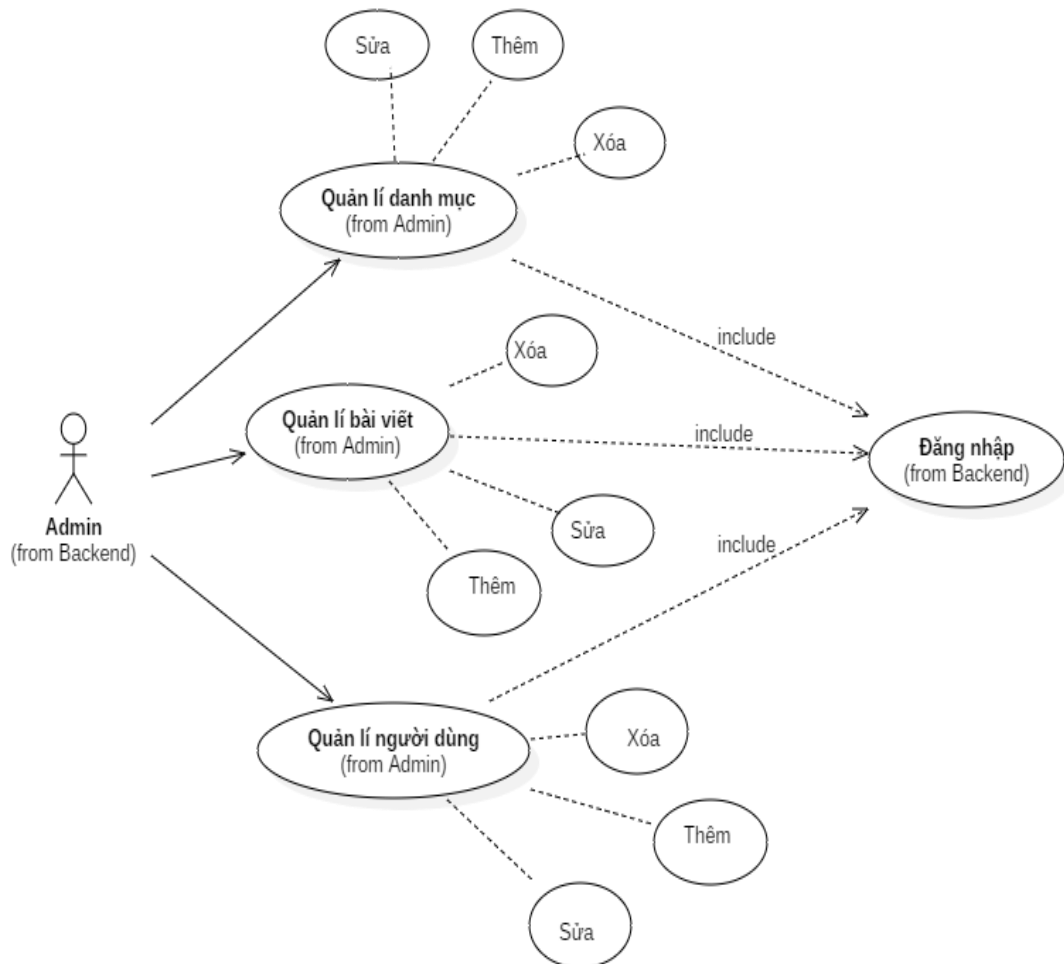 Sửa
Thêm
Xóa
Quản lí danh mục
(from Admin)
include
Xóa
Quản lí bài viết
(from Admin)
include
Đăng nhập
(from Backend)
Admin
(from Backend)
Sửa
include
Thêm
Quản lí người dùng
(from Admin)
Xóa
Thêm
Sửa